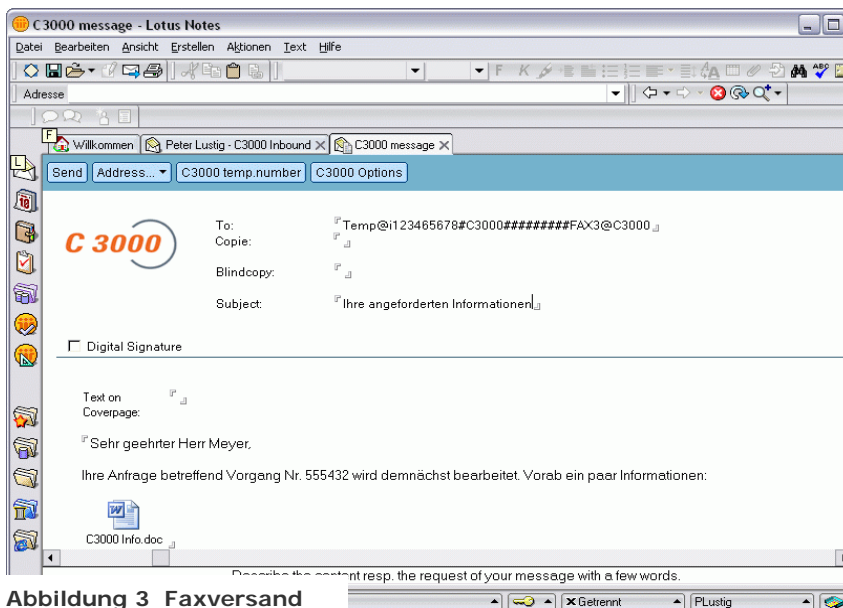 C3000 message - Lotus Notes
Datei Bearbeiten Ansicht Erstellen Aktionen Text Hilfe
F K
Adresse
F
Willkommen Peter Lustig - C3000 Inbound C3000 message
L
Send Address... C3000 temp.number C3000 Options
18
C 3000
To: Temp@i123465678#C3000#########FAX3@C3000
Copie:
Blindcopy:
Subject: Ihre angeforderten Informationen
Digital Signature
Text on
Coverpage:
Sehr geehrter Herr Meyer,
Ihre Anfrage betreffend Vorgang Nr. 555432 wird demnächst bearbeitet. Vorab ein paar Informationen:
C3000 Info.doc
Describe the content resp. the request of your message with a few words.
Abbildung 3 Faxversand
Getrennt PLustig